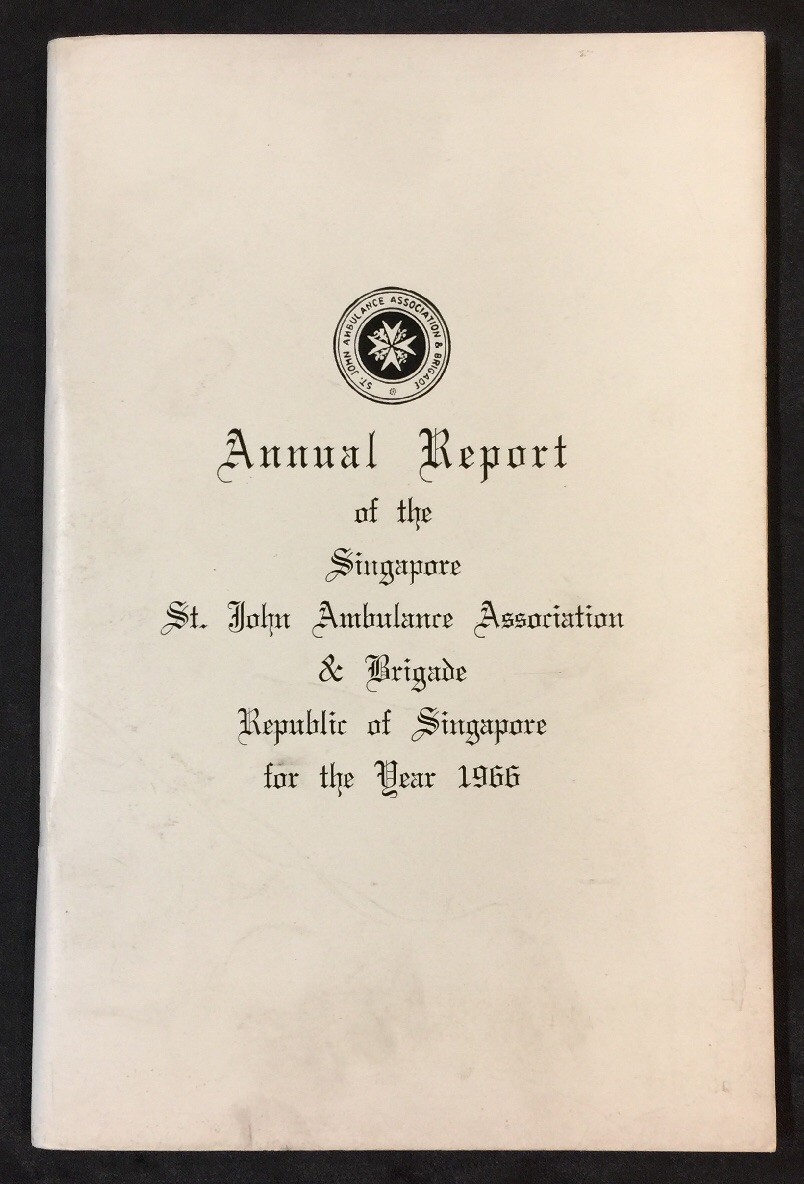 ST. JOHN AMBULANCE ASSOCIATION & BRIGADE
Annual Report
of the
Singapore
St. John Ambulance Association
& Brigade
Republic of Singapore
for the Year 1966